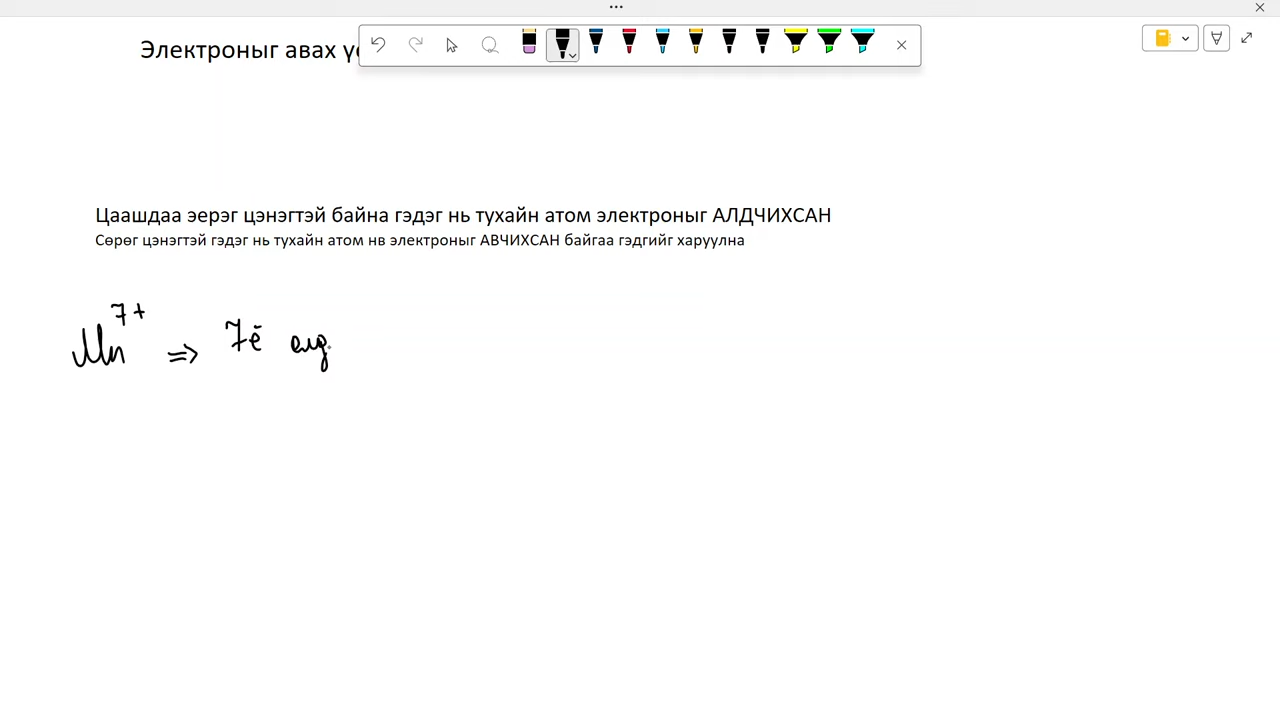 Электроныг авах
Цаашдаа эерэг цэнэгтэй байна гэдэг нь тухайн атом электроныг АЛДЧИХСАН
Сөрөг цэнэгтэй гэдэг нь тухайн атом нв электроныг АВЧИХСАН байгаа гэдгийг харуулна
Mn⁷⁺ ⇒ 7ē алд